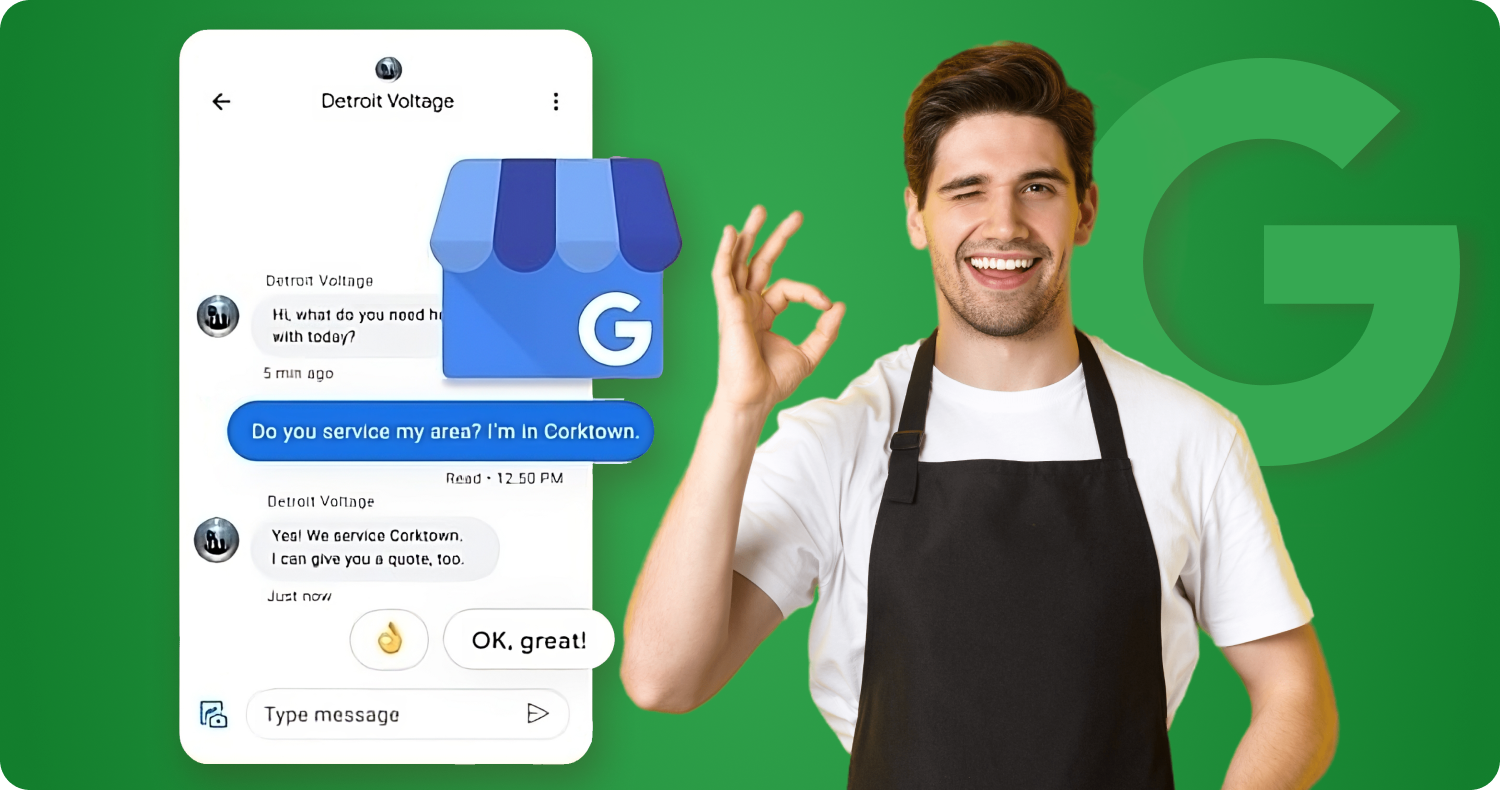 Detroit Voltage
Detroit Voltage
Hi, what do you need
with today?
5 min ago
Do you service my area? I'm in Corktown.
Read • 12:50 PM
Detroit Voltage
Yes! We service Corktown.
I can give you a quote, too.
Just now
OK, great!
Type message
G
G